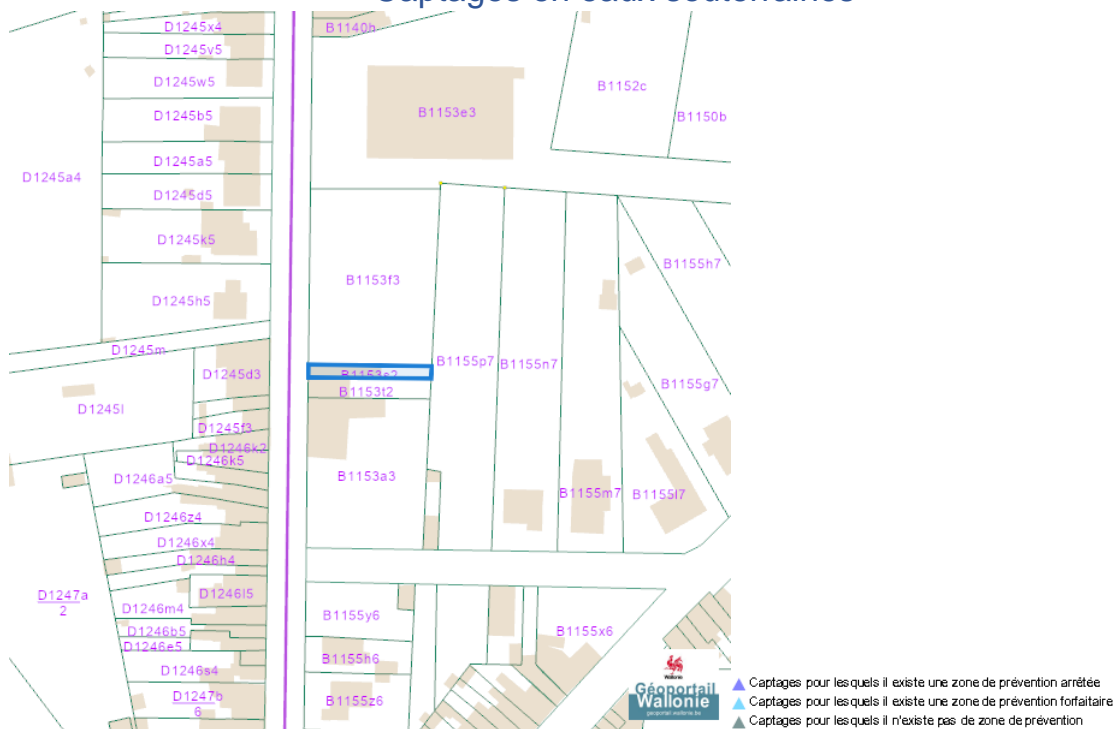 Captages en eaux souterraines
D1245x4
B1140h
D1245v5
D1245w5
B1152c
B1153e3
D1245b5
B1150b
D1245a5
D1245a4
D1245d5
D1245k5
B1155h7
B1153f3
D1245h5
D1245m
B1155p7
B1155n7
D1245d3
B1155g7
B1153t2
D1245l
D1245f3
D1246k2
D1246k5
D1246a5
B1153a3
B1155m7
B1155l7
D1246z4
D1246x4
D1246h4
D1247a
2
D1246l5
D1246m4
B1155y6
D1246b5
B1155x6
D1246e5
B1155h6
D1246s4
D1247b
6
B1155z6
Wallonie
Géoportail
Wallonie
geoportail.wallonie.be
Captages pour lesquels il existe une zone de prévention arrêtée
Captages pour lesquels il existe une zone de prévention forfaitaire
Captages pour lesquels il n'existe pas de zone de prévention